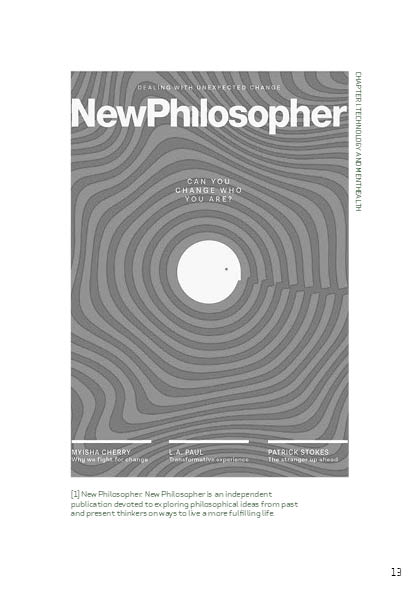 DEALING WITH UNEXPECTED CHANGE
NewPhilosopher
CAN YOU
CHANGE WHO
YOU ARE?
MYISHA CHERRY
Why we fight for change
L.A. PAUL
Transformative experience
PATRICK STOKES
The stranger up ahead
CHAPTER I. TECHNOLOGY AND MENTHEALTH
[1] New Philosopher. New Philosopher is an independent
publication devoted to exploring philosophical ideas from past
and present thinkers on ways to live a more fulfilling life.
13